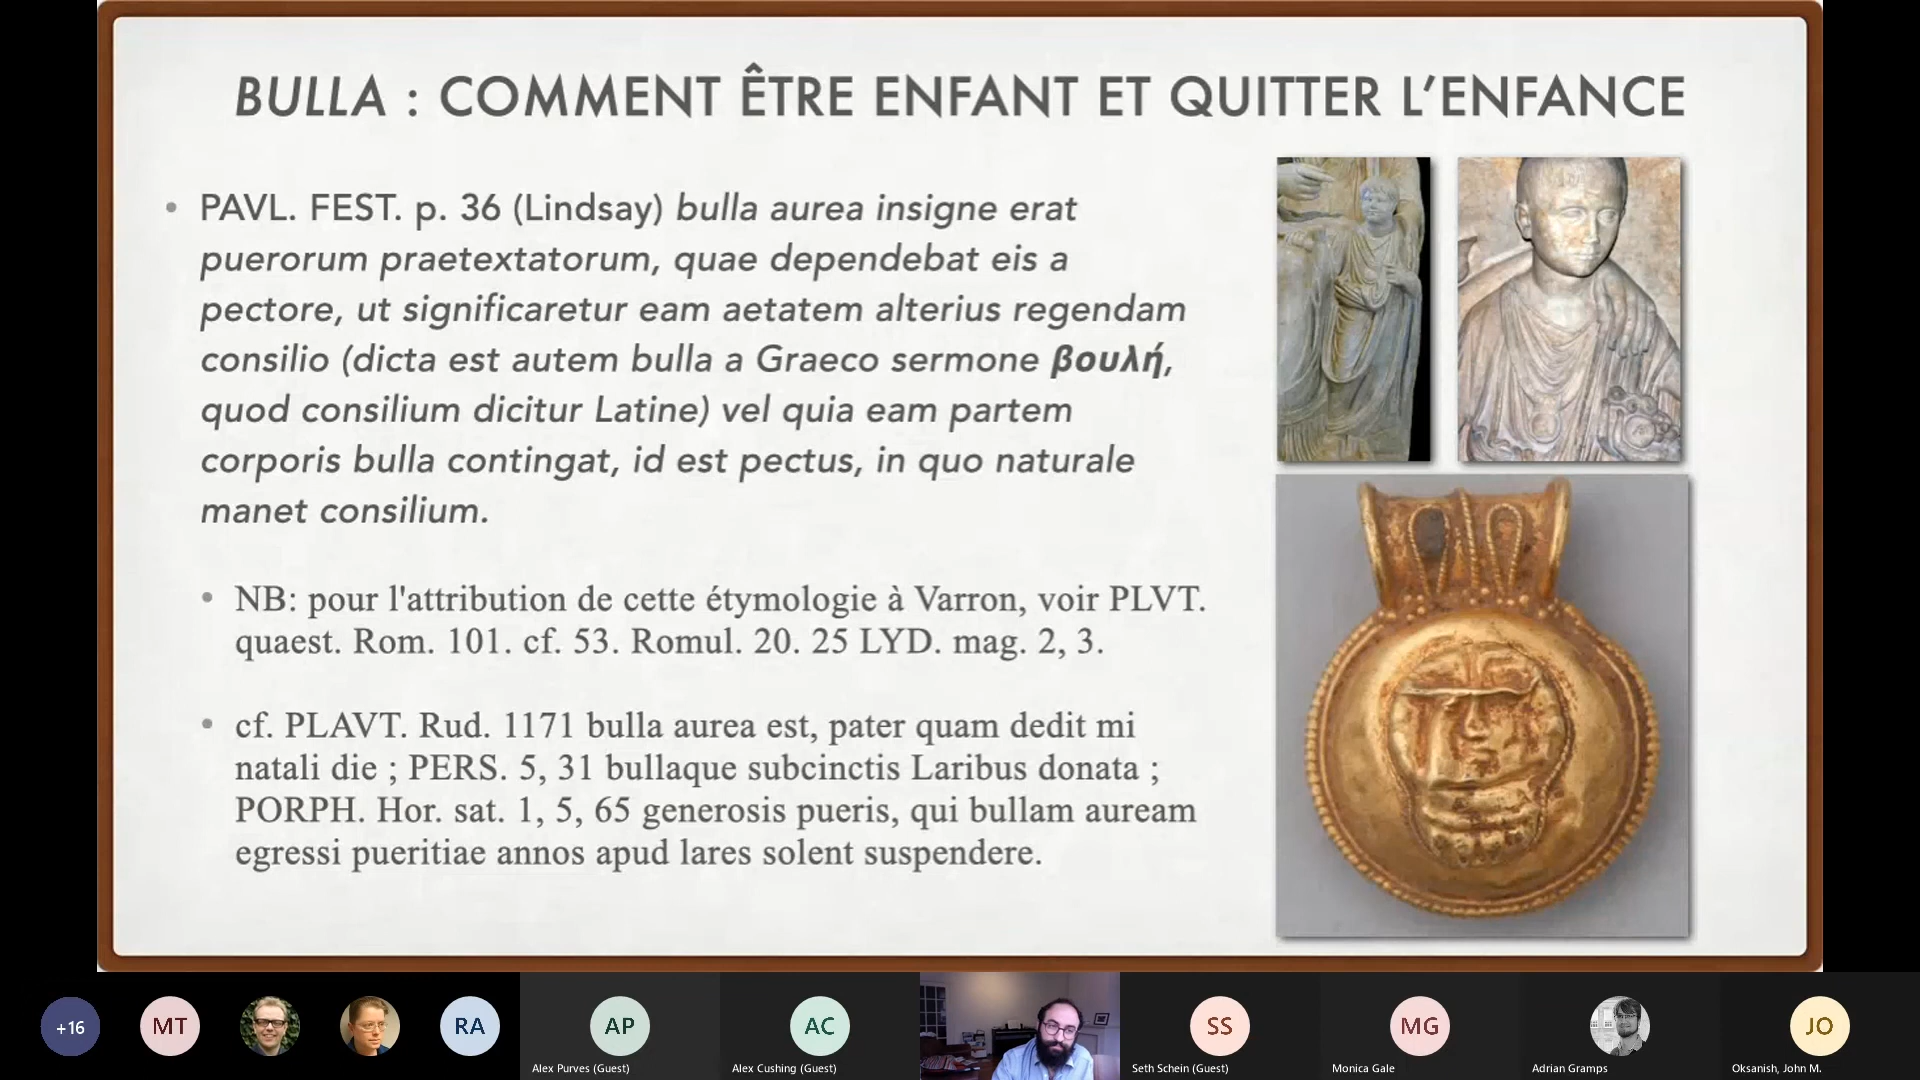 BULLA : COMMENT ÊTRE ENFANT ET QUITTER L’ENFANCE
• PAVL. FEST. p. 36 (Lindsay) bulla aurea insigne erat
puerorum praetextatorum, quae dependebat eis a
pectore, ut significaretur eam aetatem alterius regendam
consilio (dicta est autem bulla a Graeco sermone βουλή,
quod consilium dicitur Latine) vel quia eam partem
corporis bulla contingat, id est pectus, in quo naturale
manet consilium.
• NB: pour l'attribution de cette étymologie à Varron, voir PLVT.
quaest. Rom. 101. cf. 53. Romul. 20. 25 LYD. mag. 2, 3.
• cf. PLAVT. Rud. 1171 bulla aurea est, pater quam dedit mi
natali die ; PERS. 5, 31 bullaque subcinctis Laribus donata ;
PORPH. Hor. sat. 1, 5, 65 generosis pueris, qui bullam auream
egressi pueritiae annos apud lares solent suspendere.
+16
MT
RA
AP
Alex Purves (Guest)
AC
Alex Cushing (Guest)
SS
Seth Schein (Guest)
MG
Monica Gale
Adrian Gramps
JO
Oksanish, John M.